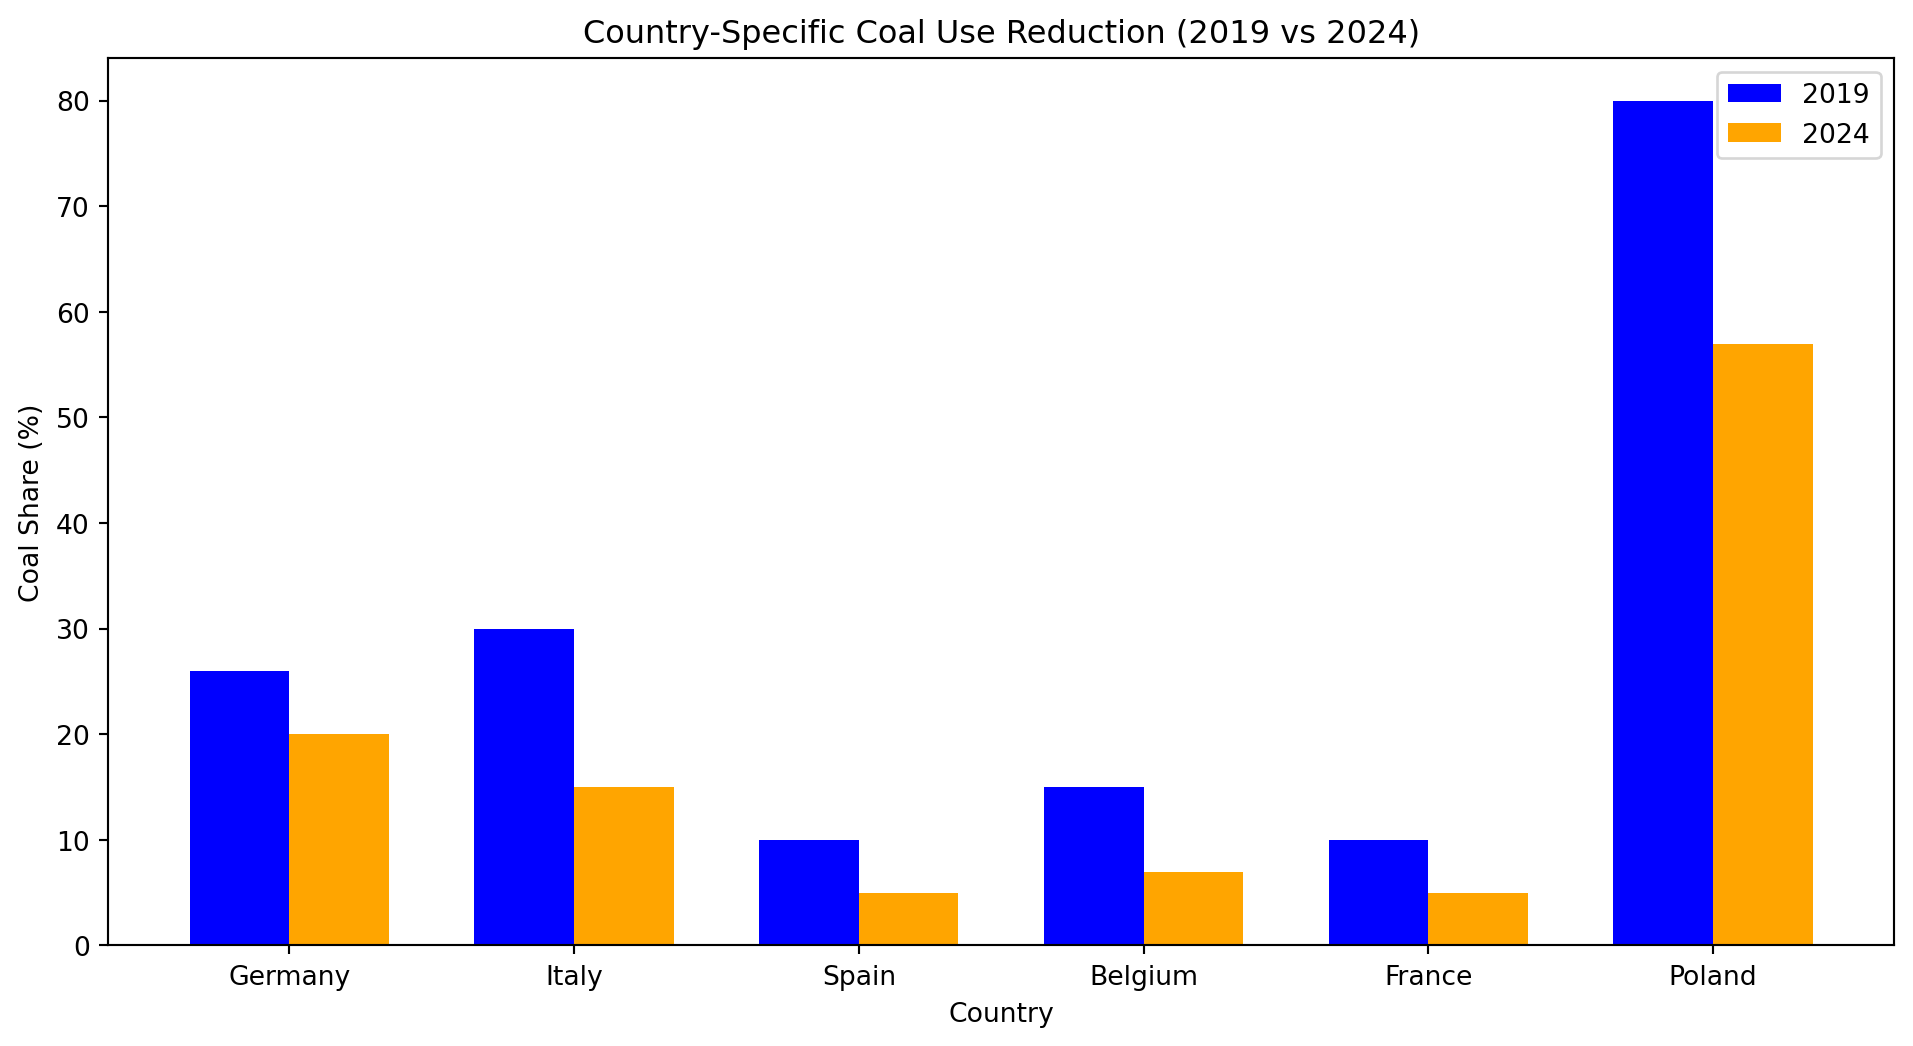 Country-Specific Coal Use Reduction (2019 vs 2024)
2019
2024
Coal Share (%)
80
70
60
50
40
30
20
10
0
Germany Italy Spain Belgium France Poland
Country